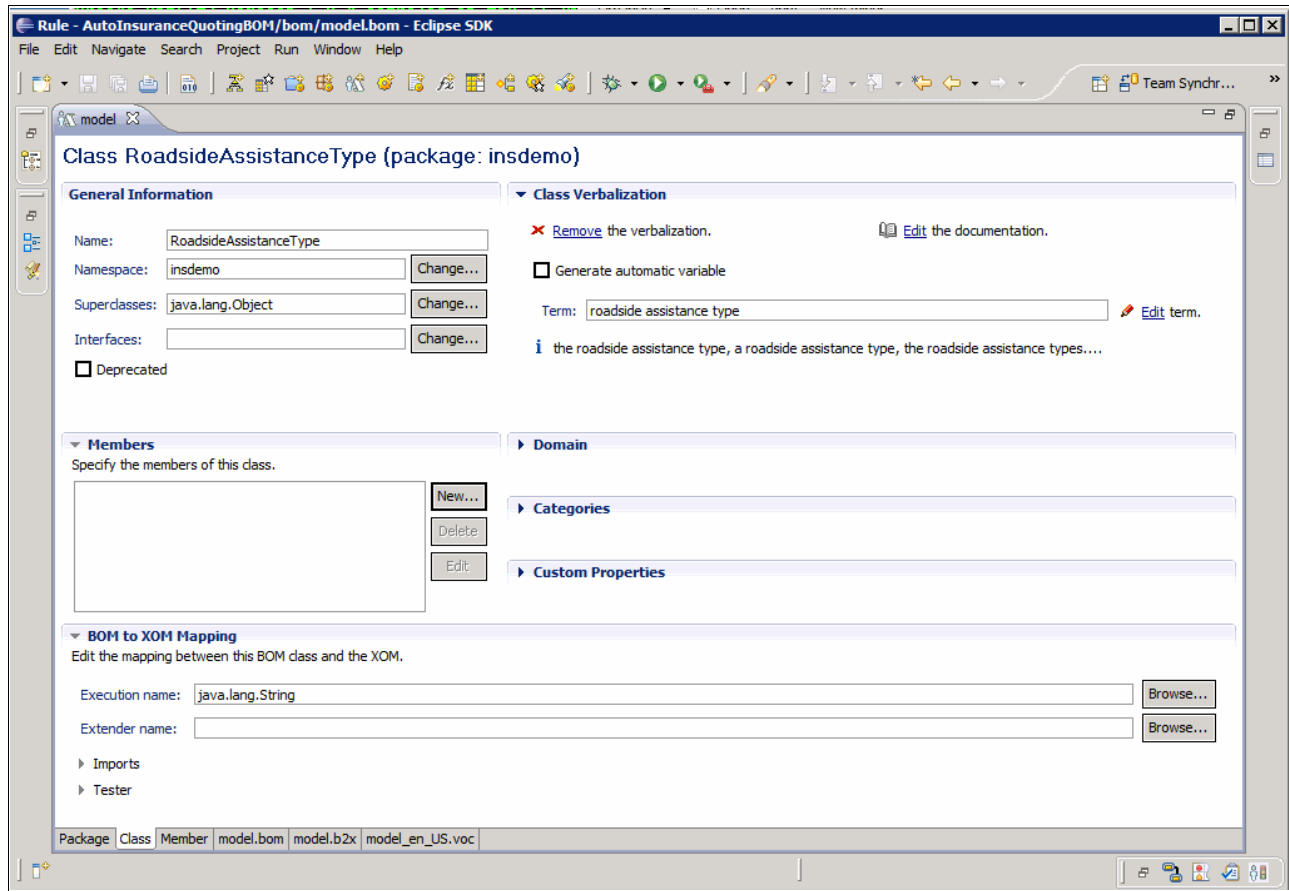 Rule - AutoInsuranceQuotingBOM/bom/model.bom - Eclipse SDK
File Edit Navigate Search Project Run Window Help
010 Team Synchr... »
model
Class RoadsideAssistanceType (package: insdemo)
General Information
Name: RoadsideAssistanceType
Namespace: insdemo Change...
Superclasses: java.lang.Object Change...
Interfaces: Change...
Deprecated
Class Verbalization
Remove the verbalization. Edit the documentation.
Generate automatic variable
Term: roadside assistance type Edit term.
i the roadside assistance type, a roadside assistance type, the roadside assistance types....
Members
Specify the members of this class.
New...
Delete
Edit
Domain
Categories
Custom Properties
BOM to XOM Mapping
Edit the mapping between this BOM class and the XOM.
Execution name: java.lang.String Browse...
Extender name: Browse...
Imports
Tester
Package Class Member model.bom model.b2x model_en_US.voc